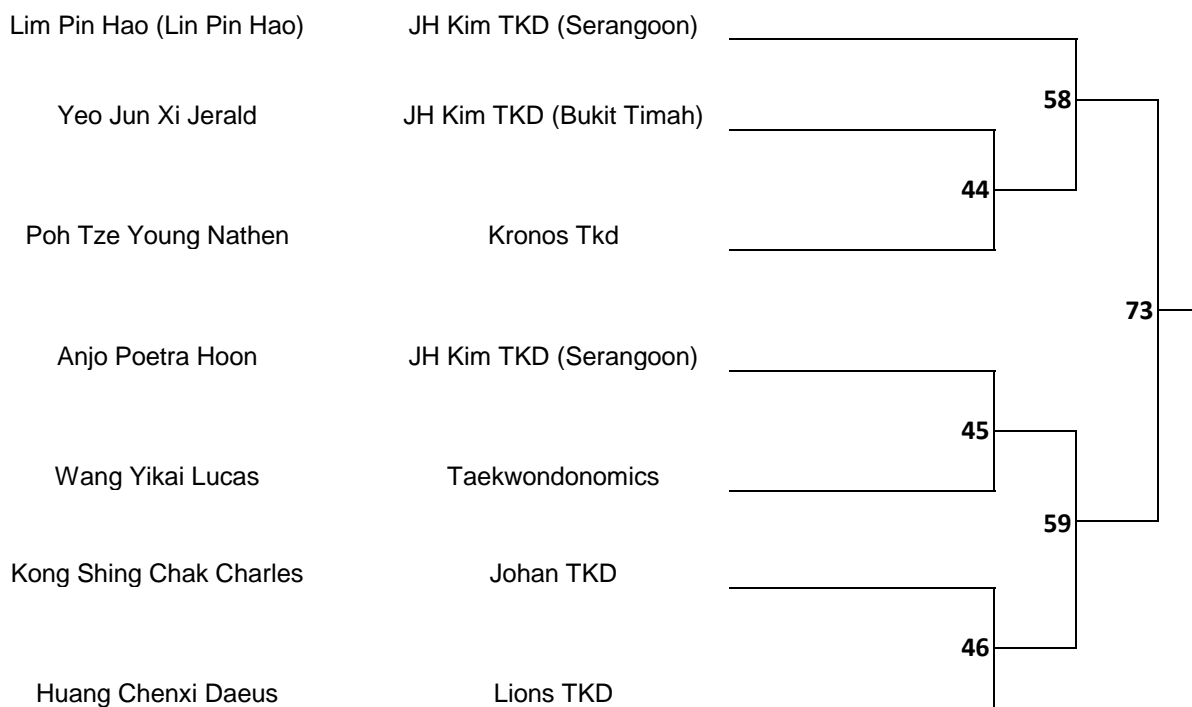 Lim Pin Hao (Lin Pin Hao) JH Kim TKD (Serangoon)
58
Yeo Jun Xi Jerald JH Kim TKD (Bukit Timah)
44
Poh Tze Young Nathen Kronos Tkd
73
Anjo Poetra Hoon JH Kim TKD (Serangoon)
45
Wang Yikai Lucas Taekwondonomics
59
Kong Shing Chak Charles Johan TKD
46
Huang Chenxi Daeus Lions TKD